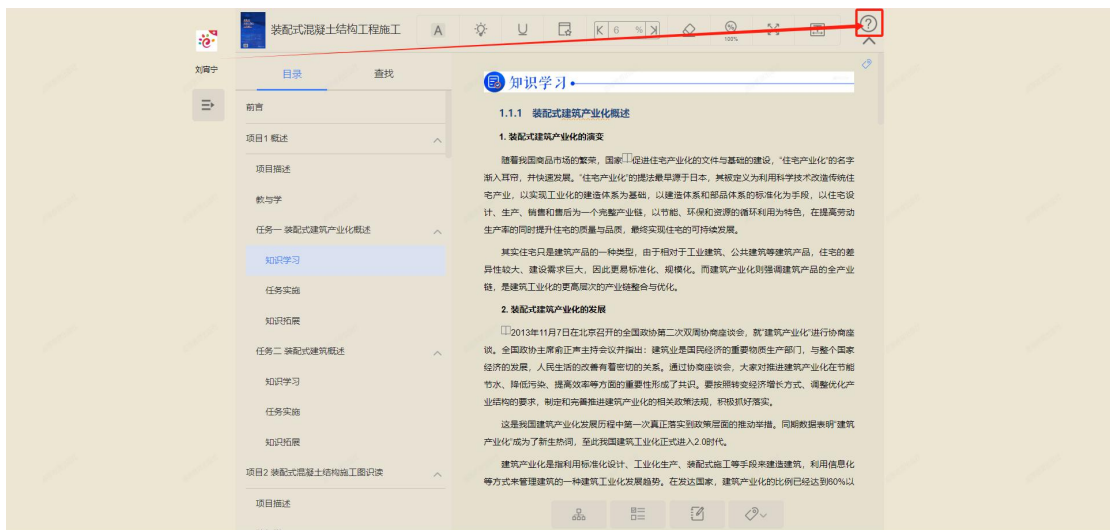 装配式混凝土结构工程施工
A
U
K 6 %
100%
?
刘宵宁
目录 查找
前言
项目1 概述
项目描述
教与学
任务一 装配式建筑产业化概述
知识学习
任务实施
知识拓展
任务二 装配式建筑概述
知识学习
任务实施
知识拓展
项目2 装配式混凝土结构施工图识读
项目描述
知识学习
1.1.1 装配式建筑产业化概述
1. 装配式建筑产业化的演变
随着我国商品市场的繁荣，国家促进住宅产业化的文件与基础的建设，“住宅产业化”的名字
渐入耳帘，并快速发展。“住宅产业化”的提法最早源于日本，其被定义为利用科学技术改造传统住
宅产业，以实现工业化的建造体系为基础，以建造体系和部品体系的标准化为手段，以住宅设
计、生产、销售和售后为一个完整产业链，以节能、环保和资源的循环利用为特色，在提高劳动
生产率的同时提升住宅的质量与品质，最终实现住宅的可持续发展。
其实住宅只是建筑产品的一种类型，由于相对于工业建筑、公共建筑等建筑产品，住宅的差
异性较大、建设需求巨大，因此更易标准化、规模化。而建筑产业化则强调建筑产品的全产业
链，是建筑工业化的更高层次的产业链整合与优化。
2. 装配式建筑产业化的发展
2013年11月7日在北京召开的全国政协第二次双周协商座谈会，就“建筑产业化”进行协商座
谈。全国政协主席俞正声主持会议并指出：建筑业是国民经济的重要物质生产部门，与整个国家
经济的发展，人民生活的改善有着密切的关系。通过协商座谈会，大家对推进建筑产业化在节能
节水、降低污染、提高效率等方面的重要性形成了共识。要按照转变经济增长方式、调整优化产
业结构的要求，制定和完善推进建筑产业化的相关政策法规，积极抓好落实。
这是我国建筑产业化发展历程中第一次真正落实到政策层面的推动举措。同期数据表明“建筑
产业化”成为了新生热词，至此我国建筑工业化正式进入2.0时代。
建筑产业化是指利用标准化设计、工业化生产、装配式施工等手段来建造建筑，利用信息化
等方式来管理建筑的一种建筑工业化发展趋势。在发达国家，建筑产业化的比例已经达到60%以